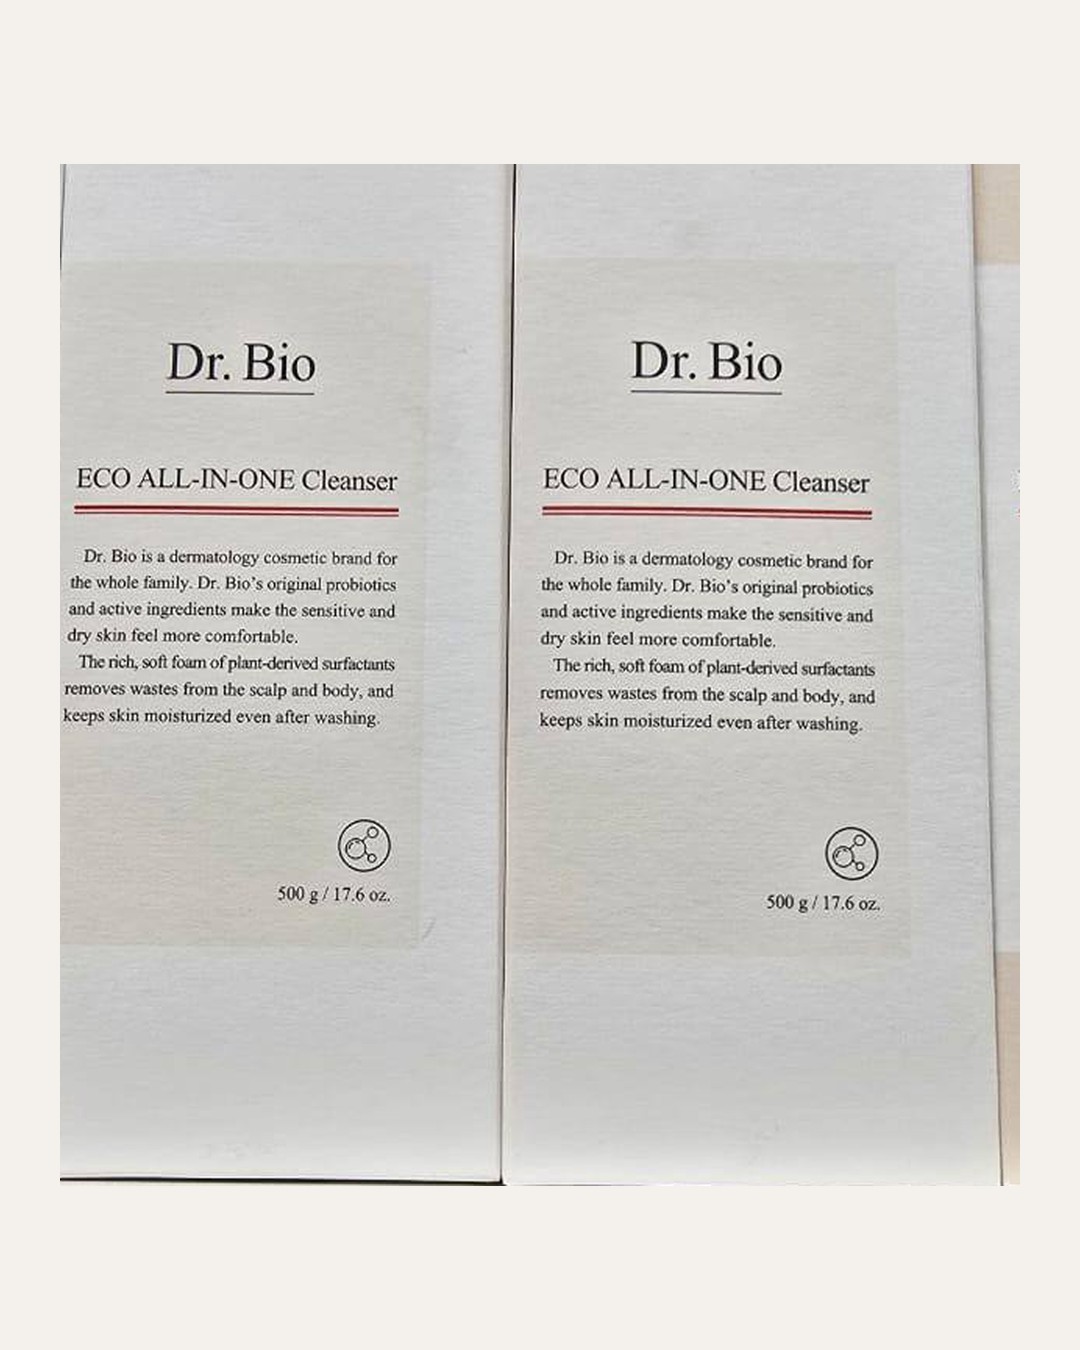 Dr. Bio
ECO ALL-IN-ONE Cleanser
Dr. Bio is a dermatology cosmetic brand for
the whole family. Dr. Bio's original probiotics
and active ingredients make the sensitive and
dry skin feel more comfortable.
The rich, soft foam of plant-derived surfactants
removes wastes from the scalp and body, and
keeps skin moisturized even after washing.
500 g / 17.6 oz.
Dr. Bio
ECO ALL-IN-ONE Cleanser
Dr. Bio is a dermatology cosmetic brand for
the whole family. Dr. Bio's original probiotics
and active ingredients make the sensitive and
dry skin feel more comfortable.
The rich, soft foam of plant-derived surfactants
removes wastes from the scalp and body, and
keeps skin moisturized even after washing.
500 g / 17.6 oz.